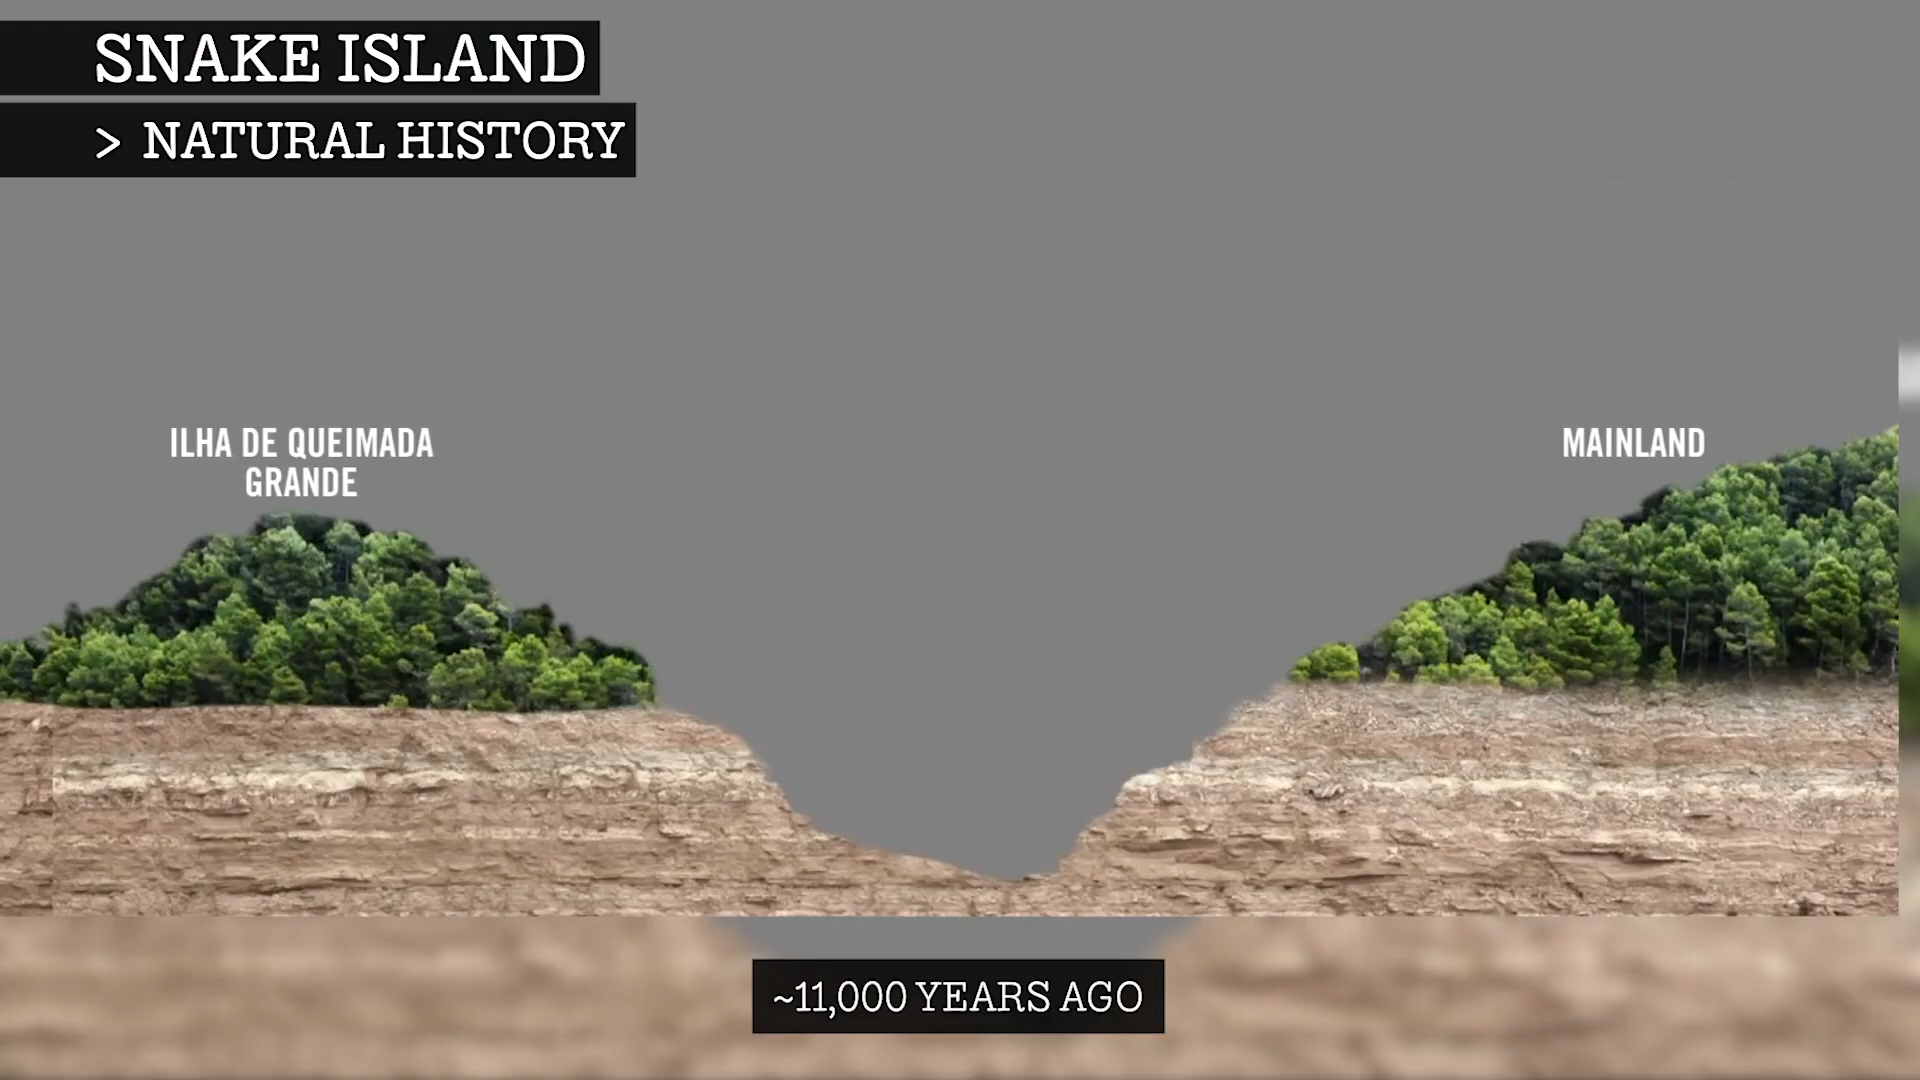 SNAKE ISLAND
> NATURAL HISTORY
ILHA DE QUEIMADA
GRANDE
MAINLAND
~11,000 YEARS AGO